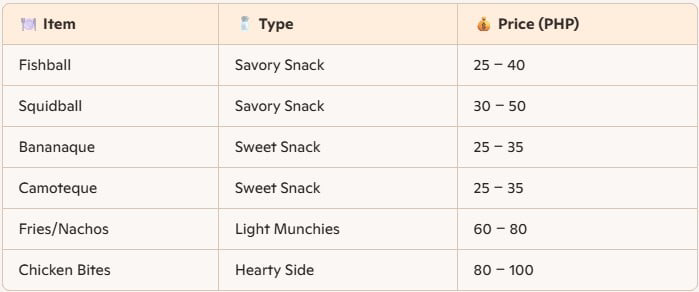 🍽️ Item 🧂 Type 💰 Price (PHP)
Fishball Savory Snack 25 – 40
Squidball Savory Snack 30 – 50
Bananaque Sweet Snack 25 – 35
Camoteque Sweet Snack 25 – 35
Fries/Nachos Light Munchies 60 – 80
Chicken Bites Hearty Side 80 – 100